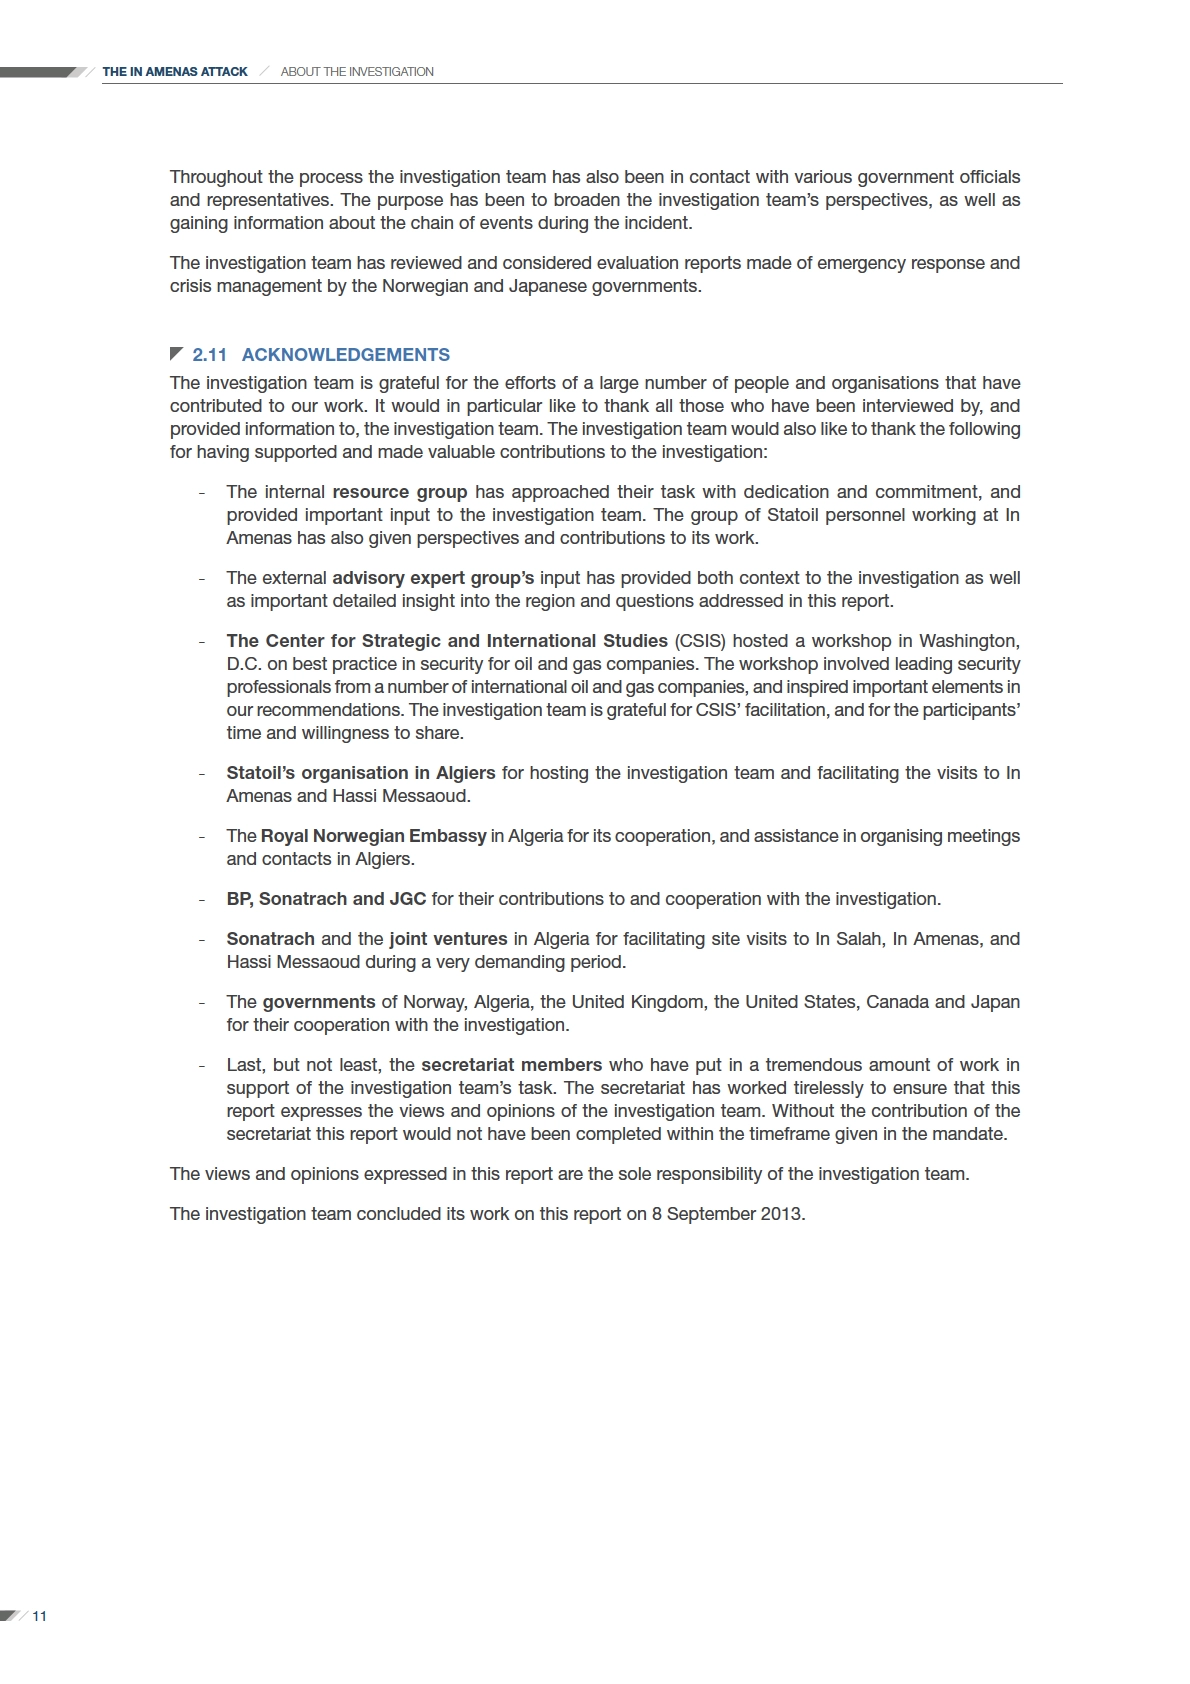 THE IN AMENAS ATTACK / ABOUT THE INVESTIGATION
Throughout the process the investigation team has also been in contact with various government officials
and representatives. The purpose has been to broaden the investigation team’s perspectives, as well as
gaining information about the chain of events during the incident.
The investigation team has reviewed and considered evaluation reports made of emergency response and
crisis management by the Norwegian and Japanese governments.
2.11 ACKNOWLEDGEMENTS
The investigation team is grateful for the efforts of a large number of people and organisations that have
contributed to our work. It would in particular like to thank all those who have been interviewed by, and
provided information to, the investigation team. The investigation team would also like to thank the following
for having supported and made valuable contributions to the investigation:
- The internal resource group has approached their task with dedication and commitment, and
provided important input to the investigation team. The group of Statoil personnel working at In
Amenas has also given perspectives and contributions to its work.
- The external advisory expert group’s input has provided both context to the investigation as well
as important detailed insight into the region and questions addressed in this report.
- The Center for Strategic and International Studies (CSIS) hosted a workshop in Washington,
D.C. on best practice in security for oil and gas companies. The workshop involved leading security
professionals from a number of international oil and gas companies, and inspired important elements in
our recommendations. The investigation team is grateful for CSIS’ facilitation, and for the participants’
time and willingness to share.
- Statoil’s organisation in Algiers for hosting the investigation team and facilitating the visits to In
Amenas and Hassi Messaoud.
- The Royal Norwegian Embassy in Algeria for its cooperation, and assistance in organising meetings
and contacts in Algiers.
- BP, Sonatrach and JGC for their contributions to and cooperation with the investigation.
- Sonatrach and the joint ventures in Algeria for facilitating site visits to In Salah, In Amenas, and
Hassi Messaoud during a very demanding period.
- The governments of Norway, Algeria, the United Kingdom, the United States, Canada and Japan
for their cooperation with the investigation.
- Last, but not least, the secretariat members who have put in a tremendous amount of work in
support of the investigation team’s task. The secretariat has worked tirelessly to ensure that this
report expresses the views and opinions of the investigation team. Without the contribution of the
secretariat this report would not have been completed within the timeframe given in the mandate.
The views and opinions expressed in this report are the sole responsibility of the investigation team.
The investigation team concluded its work on this report on 8 September 2013.
11